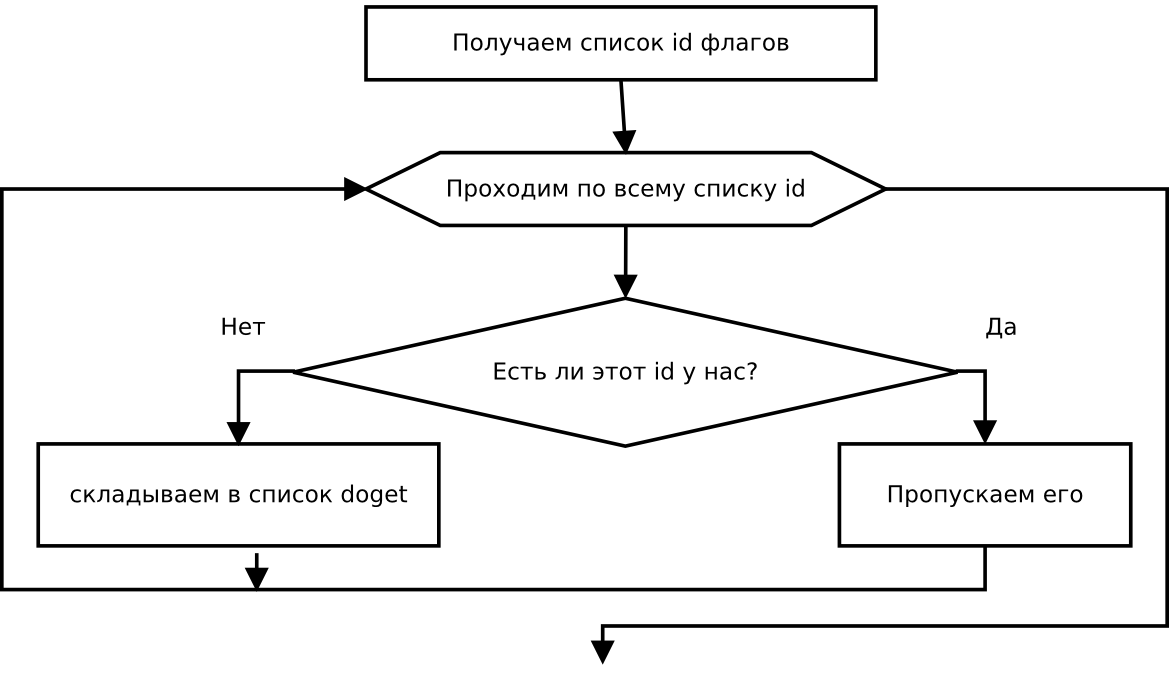 Получаем список id флагов
Проходим по всему списку id
Нет
Да
Есть ли этот id у нас?
складываем в список doget
Пропускаем его